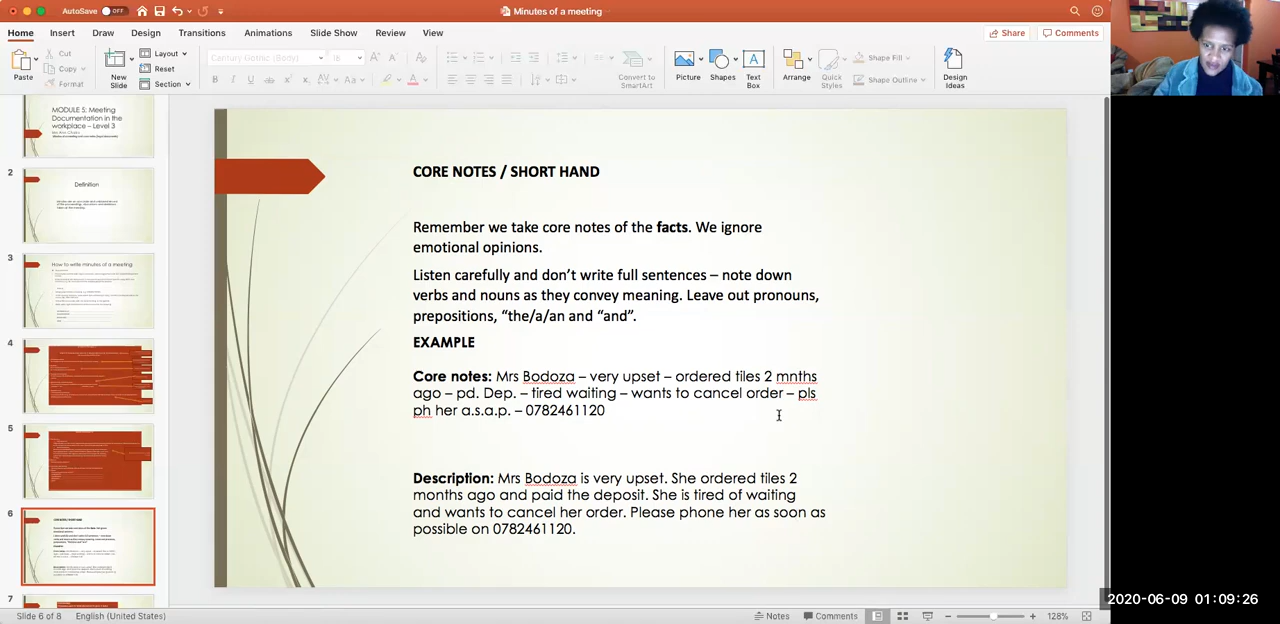 AutoSave OFF
Minutes of a meeting
Home Insert Draw Design Transitions Animations Slide Show Review View
Share Comments
Paste
Cut
Copy
Format
New Slide
Layout
Reset
Section
Century Gothic (Body) 18
Convert to SmartArt
Picture
Shapes
Text Box
Arrange
Quick Styles
Shape Fill
Shape Outline
Design Ideas
MODULE 5: Meeting
Documentation in the
workplace – Level 3
2
Definition
3
How to write minutes of a meeting
4
5
6
7
CORE NOTES / SHORT HAND
Remember we take core notes of the facts. We ignore
emotional opinions.
Listen carefully and don't write full sentences – note down
verbs and nouns as they convey meaning. Leave out pronouns,
prepositions, "the/a/an and "and".
EXAMPLE
Core notes: Mrs Bodoza – very upset – ordered tiles 2 mnths
ago – pd. Dep. – tired waiting – wants to cancel order – pls
ph her a.s.a.p. – 0782461120
Description: Mrs Bodoza is very upset. She ordered tiles 2
months ago and paid the deposit. She is tired of waiting
and wants to cancel her order. Please phone her as soon as
possible on 0782461120.
Slide 6 of 8 English (United States)
Notes Comments 128%
2020-06-09 01:09:26